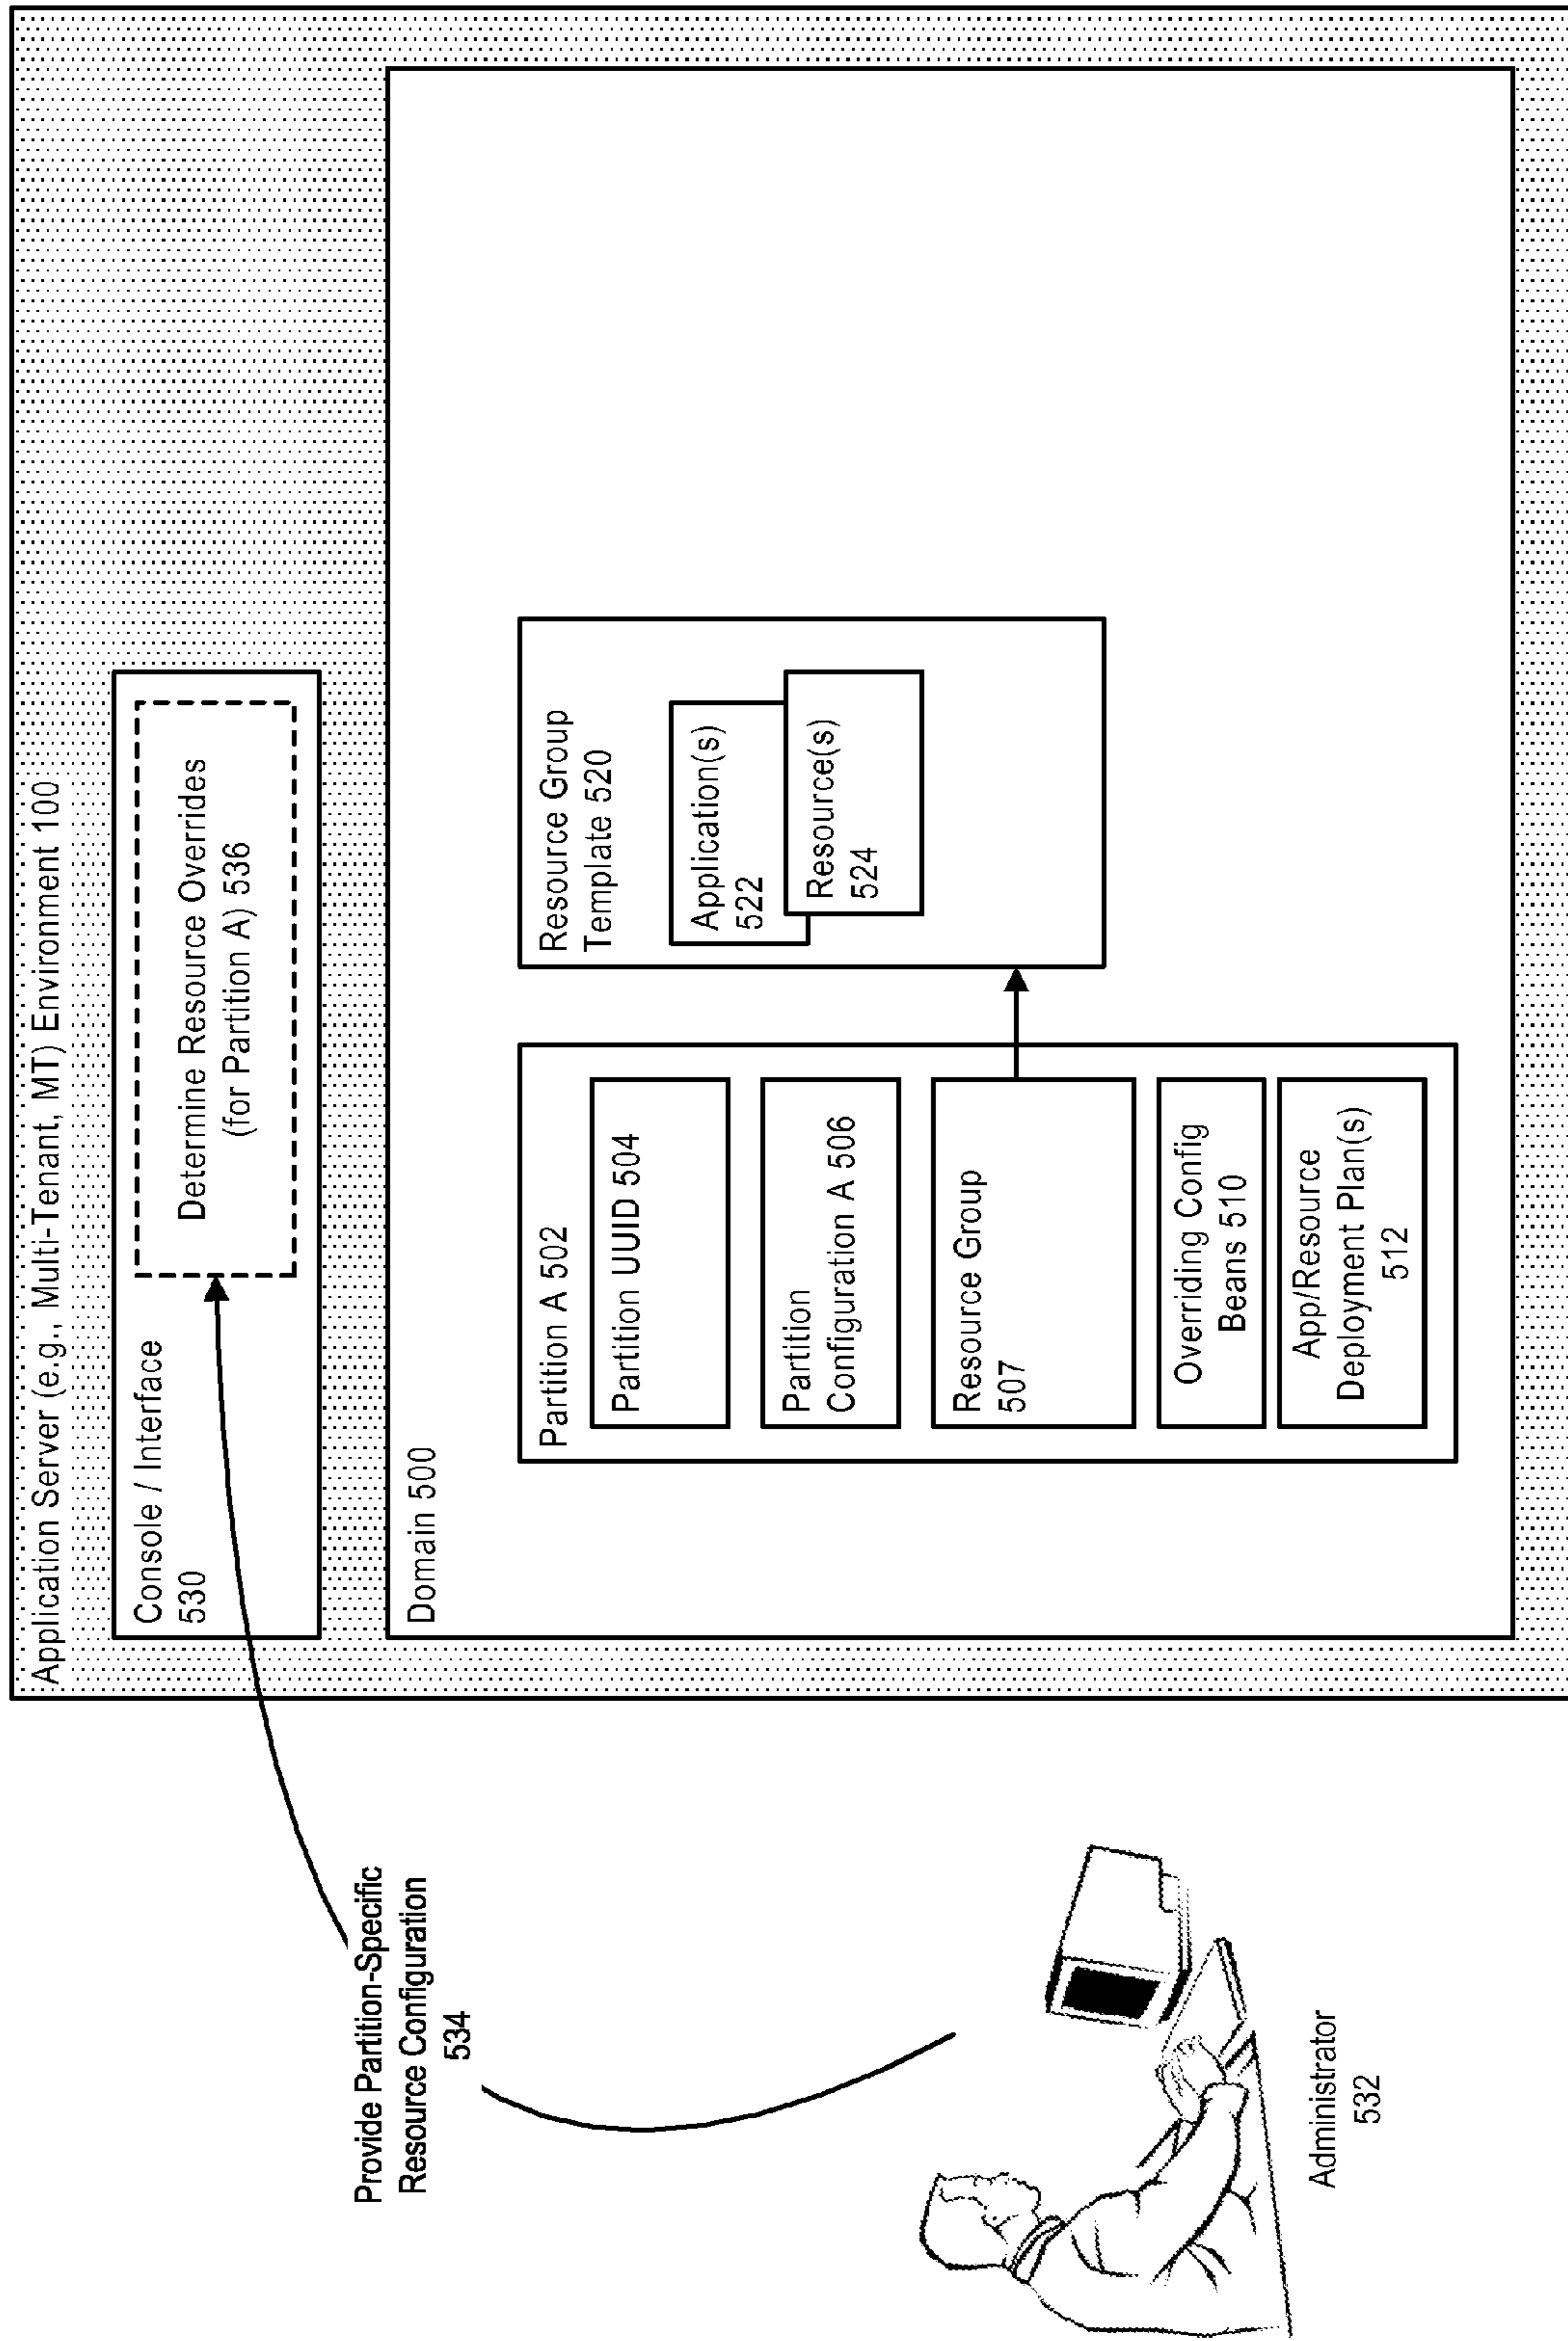 Application Server (e.g., Multi-Tenant, MT) Environment 100
Console / Interface
530
Determine Resource Overrides
(for Partition A) 536
Domain 500
Partition A 502
Partition UUID 504
Partition
Configuration A 506
Resource Group
507
Overriding Config
Beans 510
App/Resource
Deployment Plan(s)
512
Resource Group
Template 520
Application(s)
522
Resource(s)
524
Provide Partition-Specific
Resource Configuration
534
Administrator
532